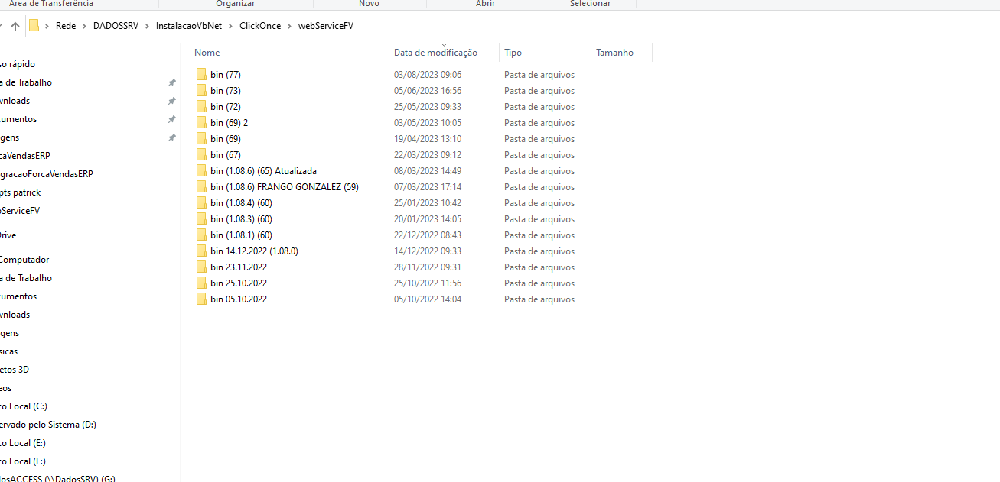 Área de Transferência Organizar Novo Abrir Selecionar
Rede DADOSSRV InstalacaoVbNet ClickOnce webServiceFV
Nome Data de modificação Tipo Tamanho
bin (77) 03/08/2023 09:06 Pasta de arquivos
bin (73) 05/06/2023 16:56 Pasta de arquivos
bin (72) 25/05/2023 09:33 Pasta de arquivos
bin (69) 2 03/05/2023 10:05 Pasta de arquivos
bin (69) 19/04/2023 13:10 Pasta de arquivos
bin (67) 22/03/2023 09:12 Pasta de arquivos
bin (1.08.6) (65) Atualizada 08/03/2023 14:49 Pasta de arquivos
bin (1.08.6) FRANGO GONZALEZ (59) 07/03/2023 17:14 Pasta de arquivos
bin (1.08.4) (60) 25/01/2023 10:42 Pasta de arquivos
bin (1.08.3) (60) 20/01/2023 14:05 Pasta de arquivos
bin (1.08.1) (60) 22/12/2022 08:43 Pasta de arquivos
bin 14.12.2022 (1.08.0) 14/12/2022 09:33 Pasta de arquivos
bin 23.11.2022 28/11/2022 09:31 Pasta de arquivos
bin 25.10.2022 25/10/2022 11:56 Pasta de arquivos
bin 05.10.2022 05/10/2022 14:04 Pasta de arquivos
so rápido
a de Trabalho
wnloads
cumentos
gens
caVendasERP
gracaoForcaVendasERP
pts patrick
oServiceFV
Drive
Computador
a de Trabalho
cumentos
wnloads
gens
sicas
etos 3D
eos
co Local (C:)
ervado pelo Sistema (D:)
co Local (E:)
co Local (F:)
osACCESS (\\DadosSRV) (G:)